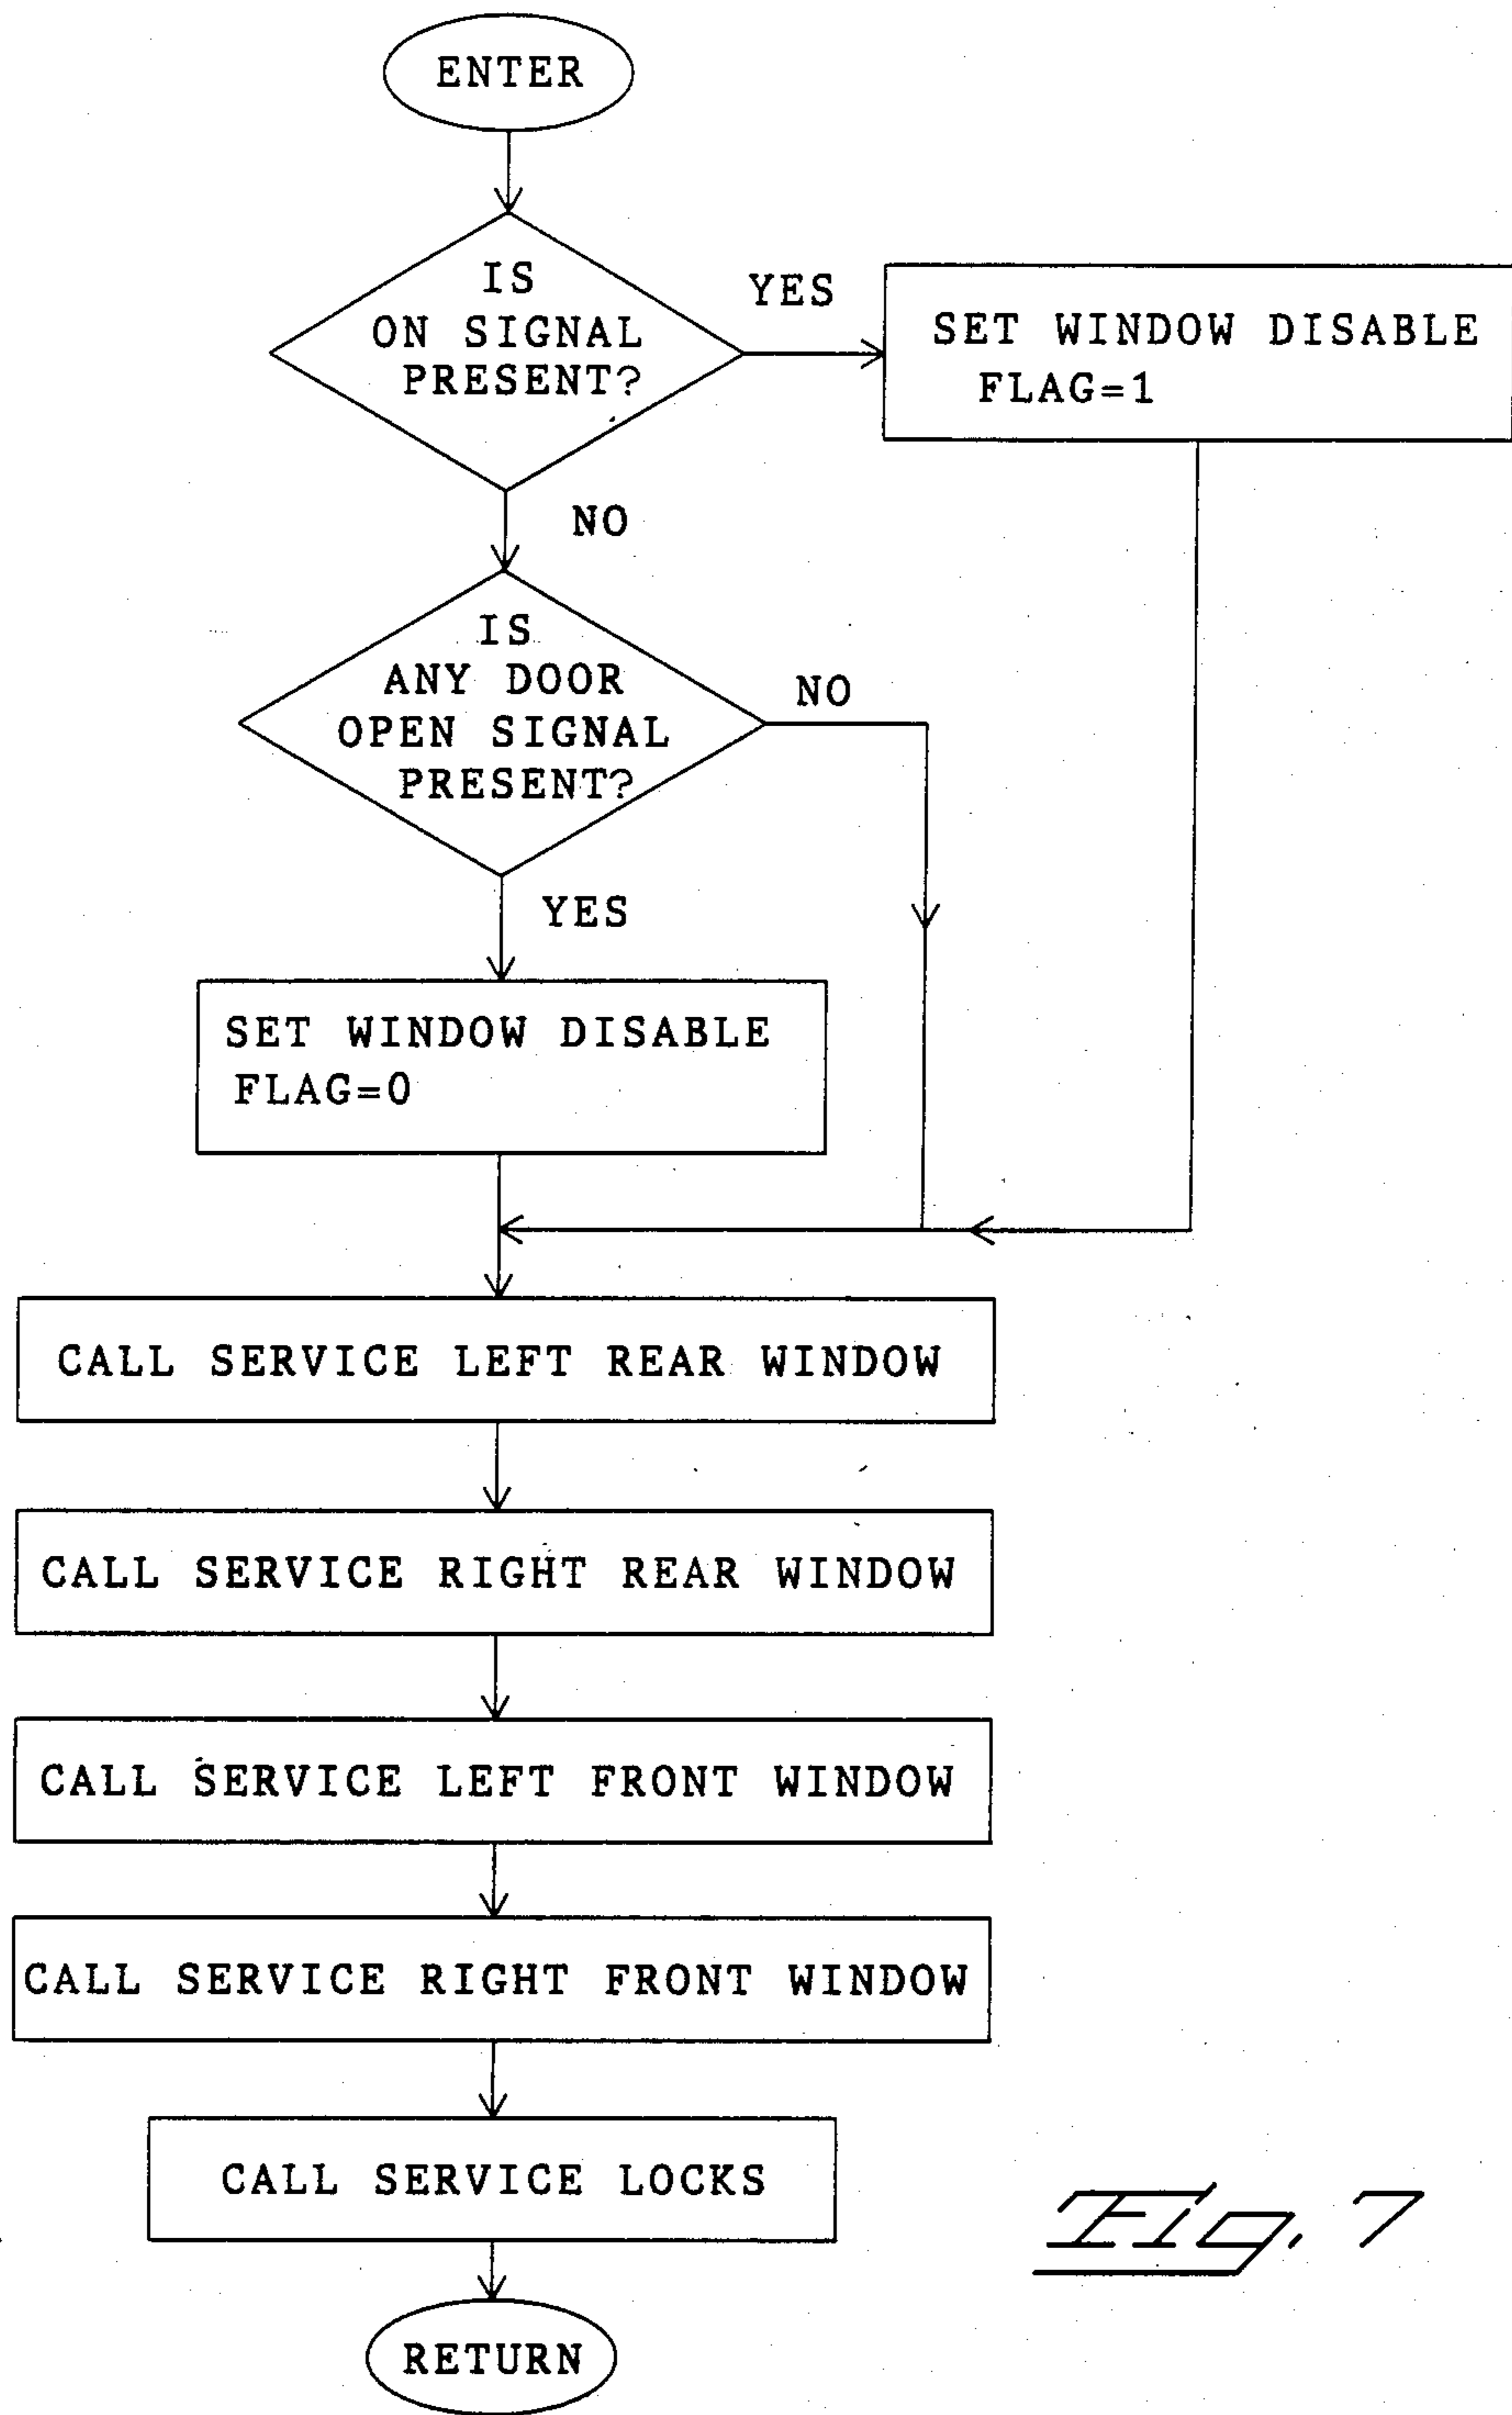 ENTER
IS
ON SIGNAL
PRESENT?
YES
SET WINDOW DISABLE
FLAG=1
NO
IS
ANY DOOR
OPEN SIGNAL
PRESENT?
NO
YES
SET WINDOW DISABLE
FLAG=0
CALL SERVICE LEFT REAR WINDOW
CALL SERVICE RIGHT REAR WINDOW
CALL SERVICE LEFT FRONT WINDOW
CALL SERVICE RIGHT FRONT WINDOW
CALL SERVICE LOCKS
RETURN
Fig. 7